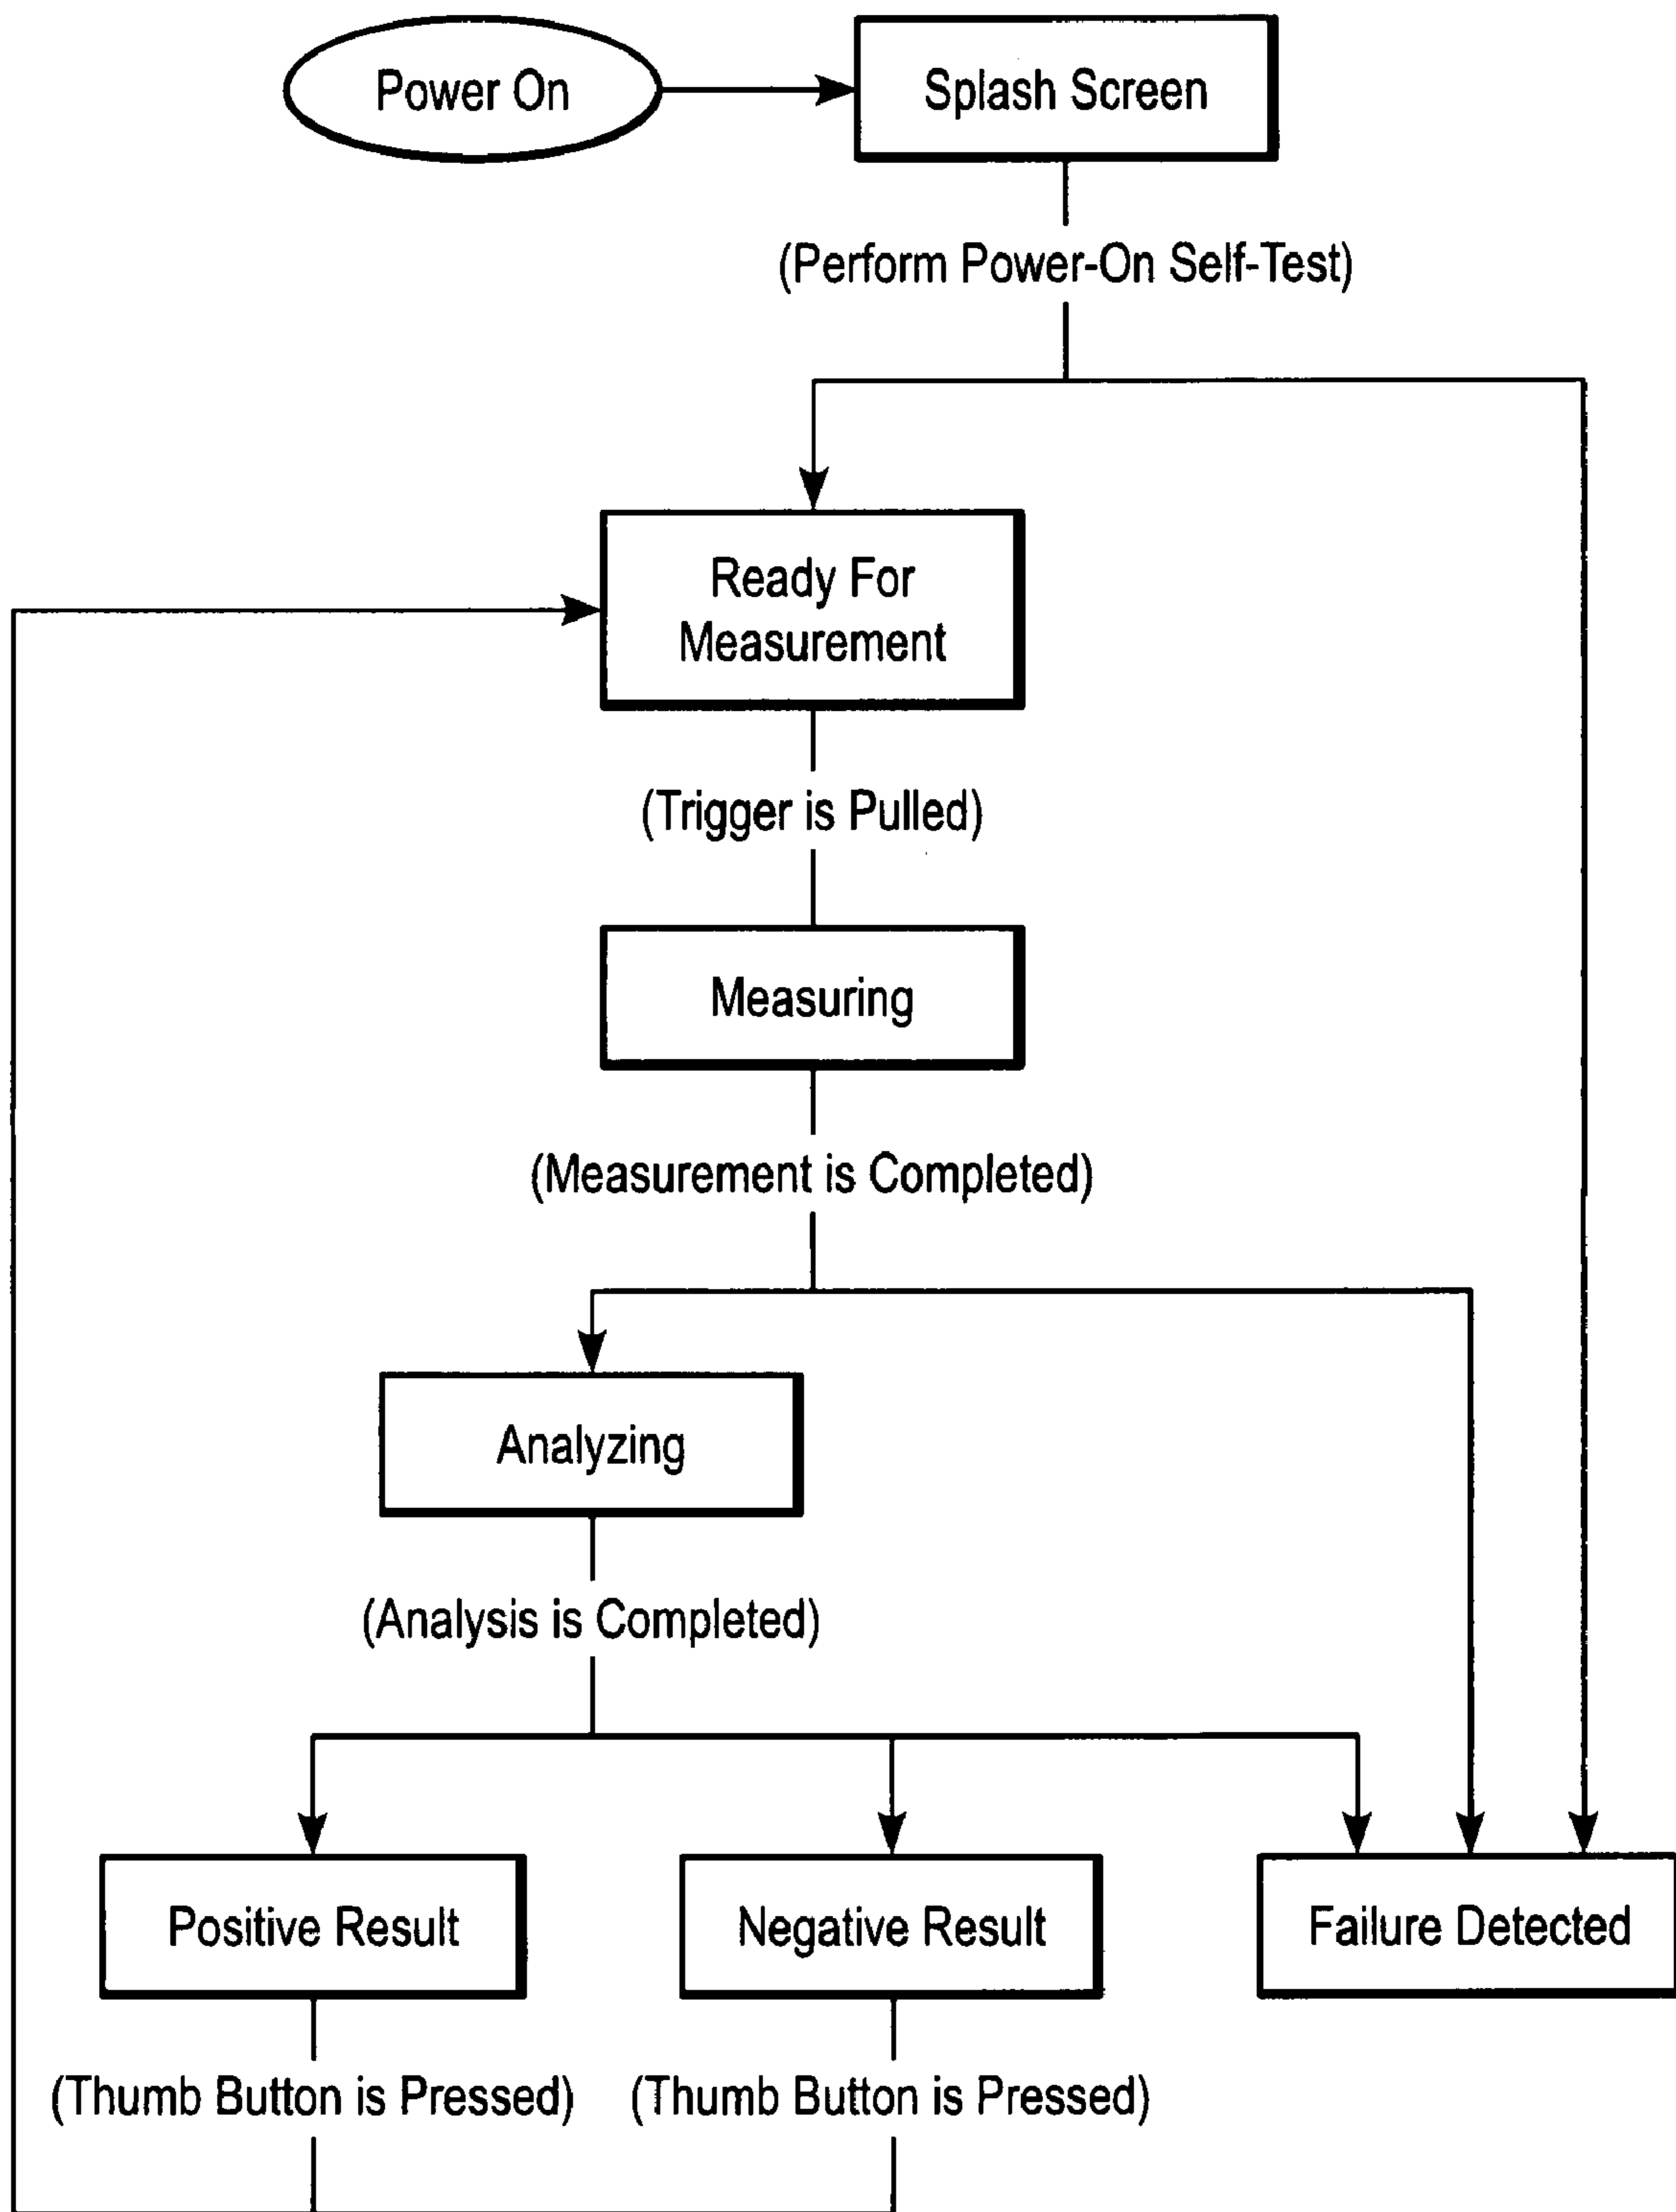 Power On
Splash Screen
(Perform Power-On Self-Test)
Ready For
Measurement
(Trigger is Pulled)
Measuring
(Measurement is Completed)
Analyzing
(Analysis is Completed)
Positive Result
Negative Result
Failure Detected
(Thumb Button is Pressed)
(Thumb Button is Pressed)